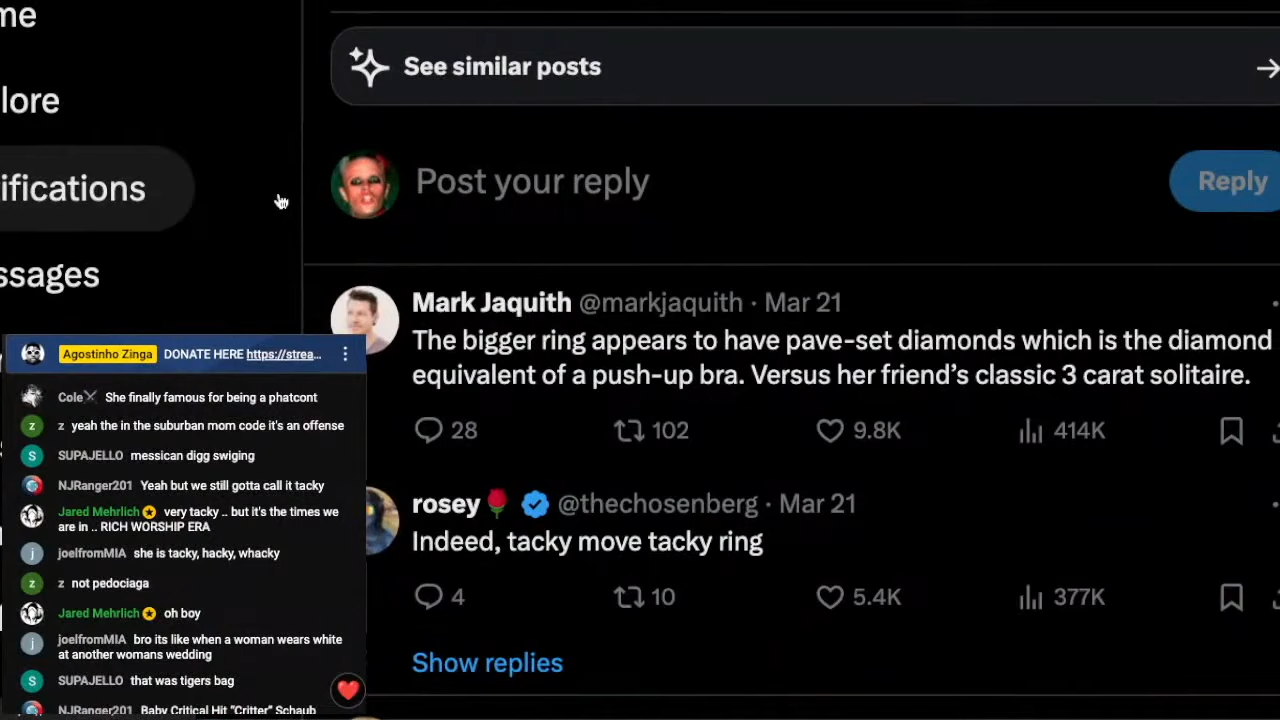 me
See similar posts
lore
ifications
Post your reply
Reply
ssages
Mark Jaquith @markjaquith · Mar 21
The bigger ring appears to have pave-set diamonds which is the diamond
equivalent of a push-up bra. Versus her friend's classic 3 carat solitaire.
28 102 9.8K 414K
rosey @thechosenberg · Mar 21
Indeed, tacky move tacky ring
4 10 5.4K 377K
Show replies
Agostinho Zinga DONATE HERE https://strea...
Cole She finally famous for being a phatcont
z yeah the in the suburban mom code it's an offense
S SUPAJELLO messican digg swiging
NJRanger201 Yeah but we still gotta call it tacky
Jared Mehrlich very tacky .. but it's the times we
are in .. RICH WORSHIP ERA
j joelfromMIA she is tacky, hacky, whacky
z z not pedociaga
Jared Mehrlich oh boy
j joelfromMIA bro its like when a woman wears white
at another womans wedding
S SUPAJELLO that was tigers bag
NJRanger201 Baby Critical Hit "Critter" Schaub